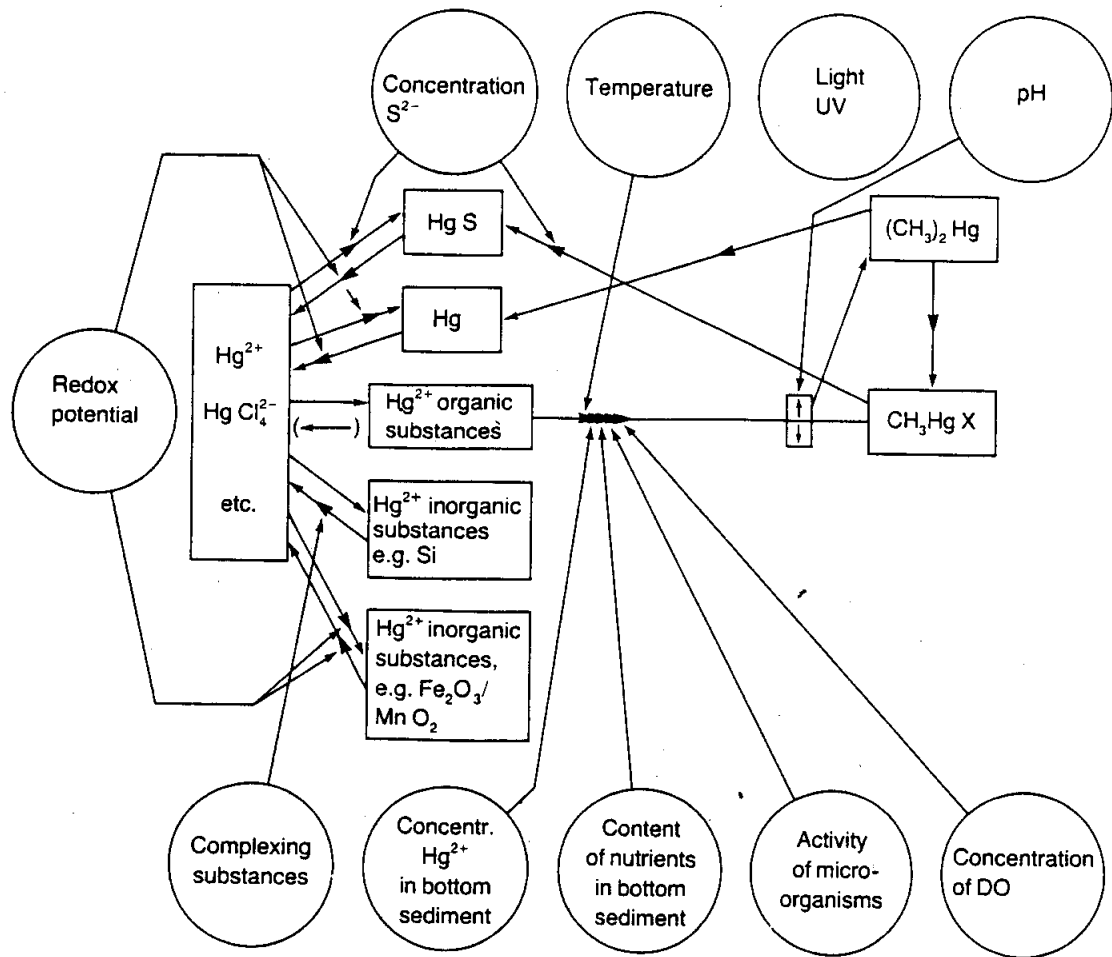 Concentration
S²⁻
Temperature
Light
UV
pH
Hg S
(CH₃)₂ Hg
Hg
Redox
potential
Hg²⁺
Hg Cl₄²⁻
etc.
Hg²⁺ organic
substances
( )
CH₃Hg X
Hg²⁺ inorganic
substances
e.g. Si
Hg²⁺ inorganic
substances,
e.g. Fe₂O₃/
Mn O₂
Complexing
substances
Concentr.
Hg²⁺
in bottom
sediment
Content
of nutrients
in bottom
sediment
Activity
of micro-
organisms
Concentration
of DO